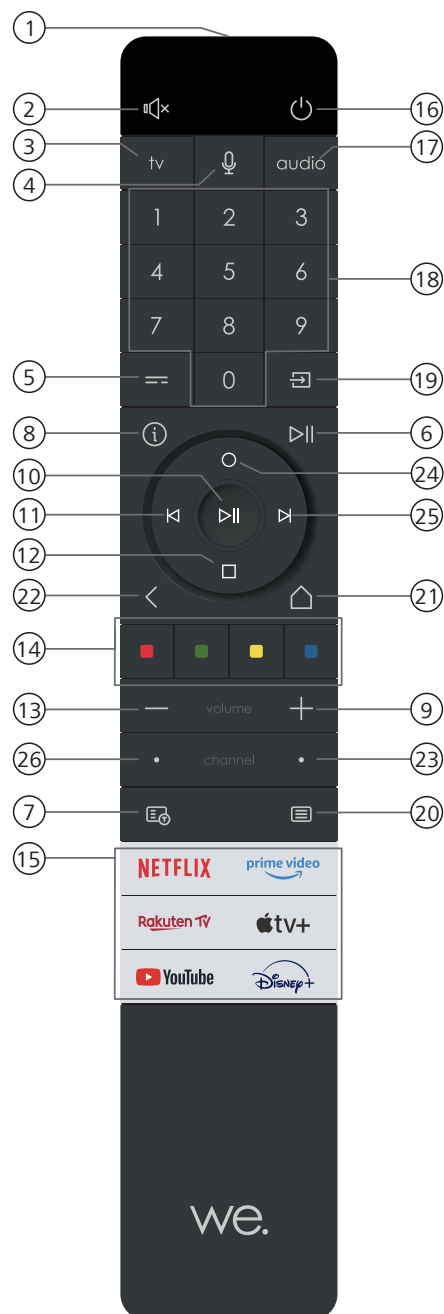 1
2
16
3
tv
audio
17
4
1 2 3
4 5 6
18
7 8 9
5
0
19
8
i
6
10
24
11
25
12
22
21
14
13
volume
9
26
channel
23
7
T
20
15
NETFLIX
prime video
Rakuten TV
tv+
YouTube
Disney+
we.